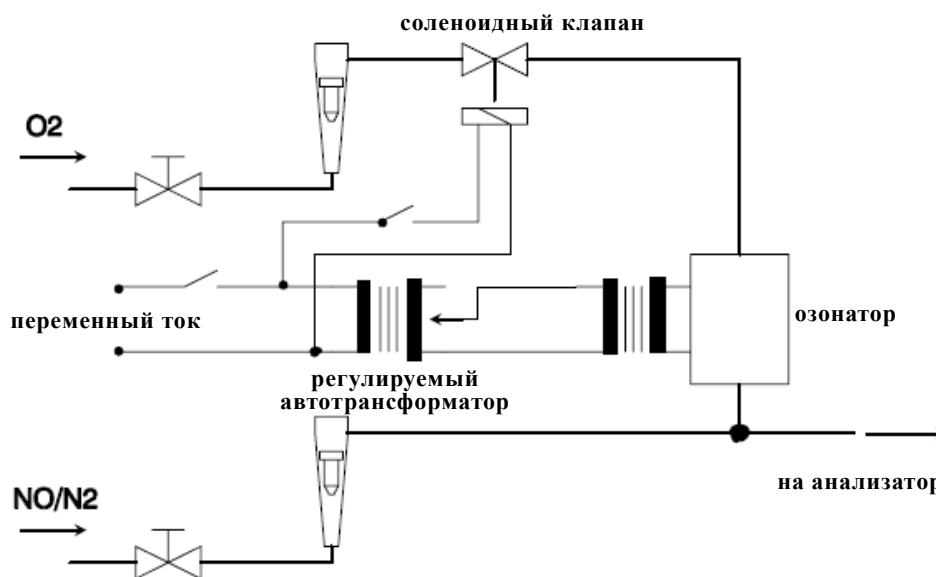 соленоидный клапан
O2
переменный ток
озонатор
регулируемый
автотрансформатор
на анализатор
NO/N2